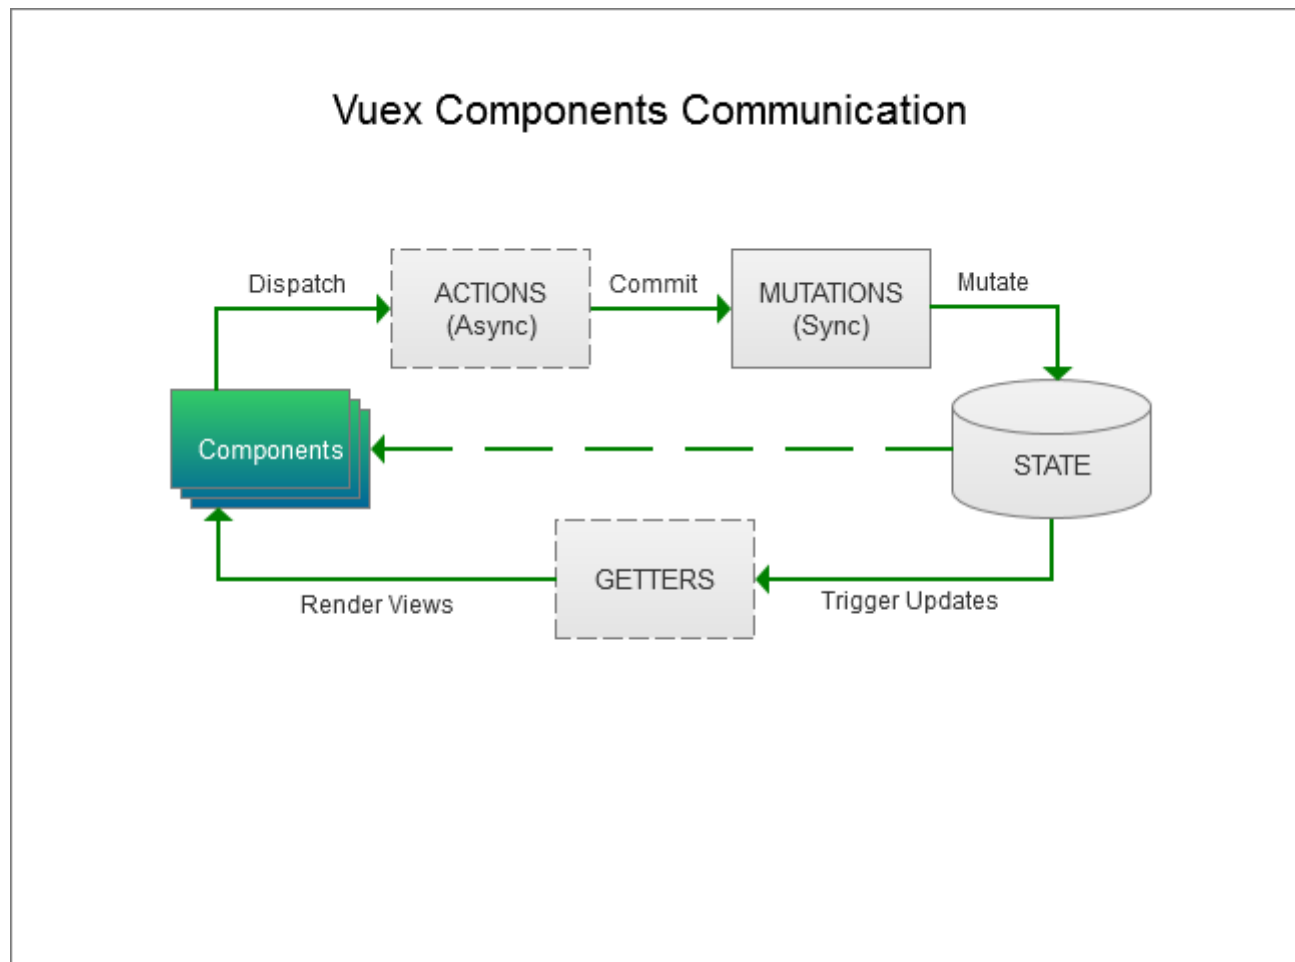 Vuex Components Communication
Dispatch
ACTIONS
(Async)
Commit
MUTATIONS
(Sync)
Mutate
Components
STATE
GETTERS
Render Views
Trigger Updates